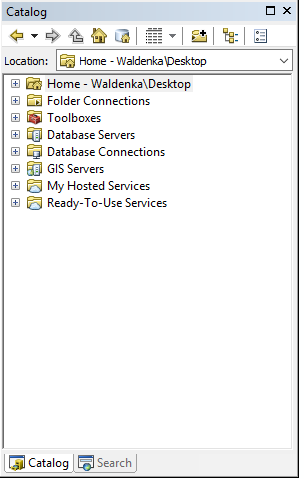 Catalog
Location: Home - Waldenka\Desktop
Home - Waldenka\Desktop
Folder Connections
Toolboxes
Database Servers
Database Connections
GIS Servers
My Hosted Services
Ready-To-Use Services
Catalog Search